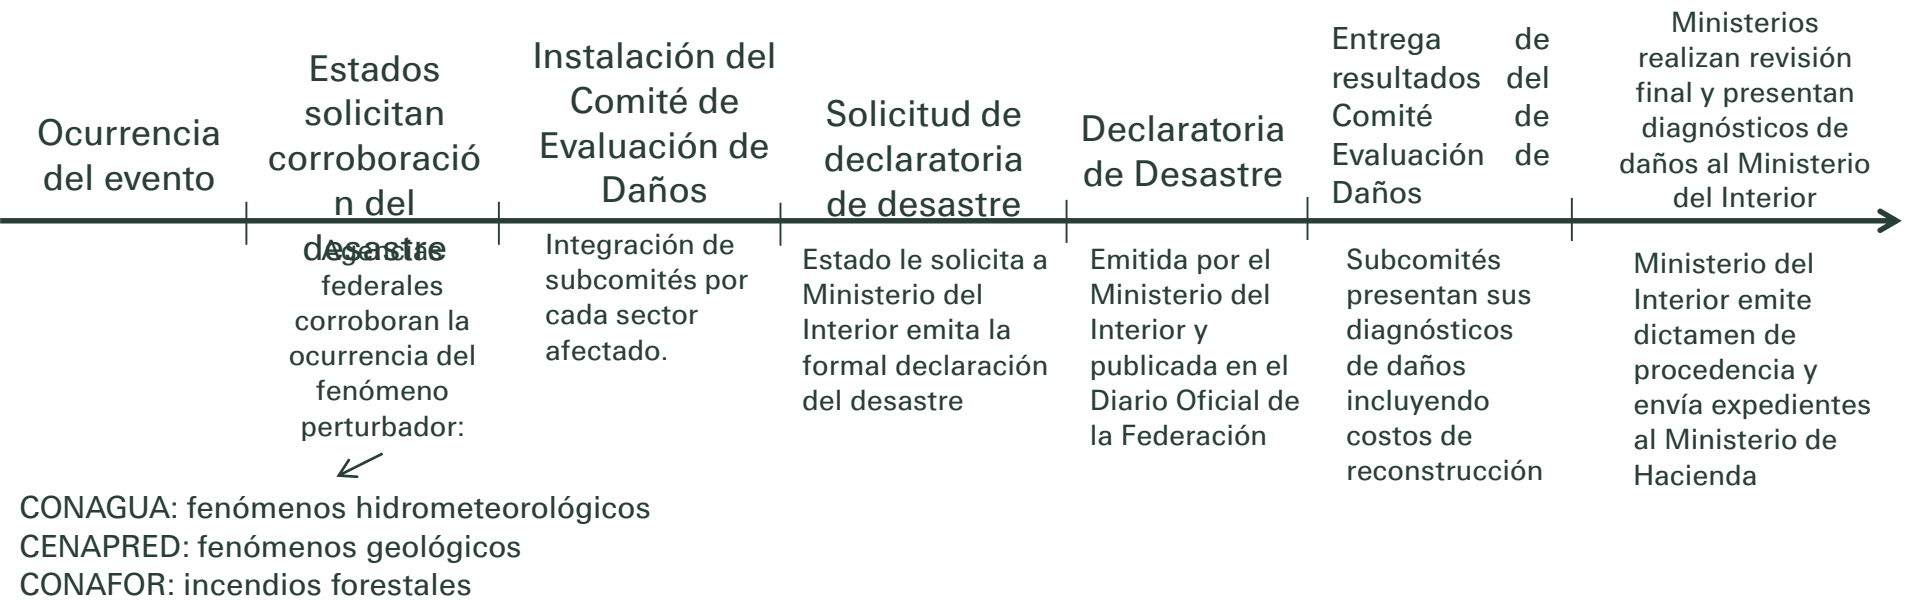 Ocurrencia
del evento
Estados
solicitan
corroboració
n del
desastre
Agencias
federales
corroboran la
ocurrencia del
fenómeno
perturbador:
CONAGUA: fenómenos hidrometeorológicos
CENAPRED: fenómenos geológicos
CONAFOR: incendios forestales
Instalación del
Comité de
Evaluación de
Daños
Integración de
subcomités por
cada sector
afectado.
Solicitud de
declaratoria
de desastre
Estado le solicita a
Ministerio del
Interior emita la
formal declaración
del desastre
Declaratoria
de Desastre
Emitida por el
Ministerio del
Interior y
publicada en el
Diario Oficial de
la Federación
Entrega de
resultados del
Comité de
Evaluación de
Daños
Subcomités
presentan sus
diagnósticos
de daños
incluyendo
costos de
reconstrucción
Ministerios
realizan revisión
final y presentan
diagnósticos de
daños al Ministerio
del Interior
Ministerio del
Interior emite
dictamen de
procedencia y
envía expedientes
al Ministerio de
Hacienda